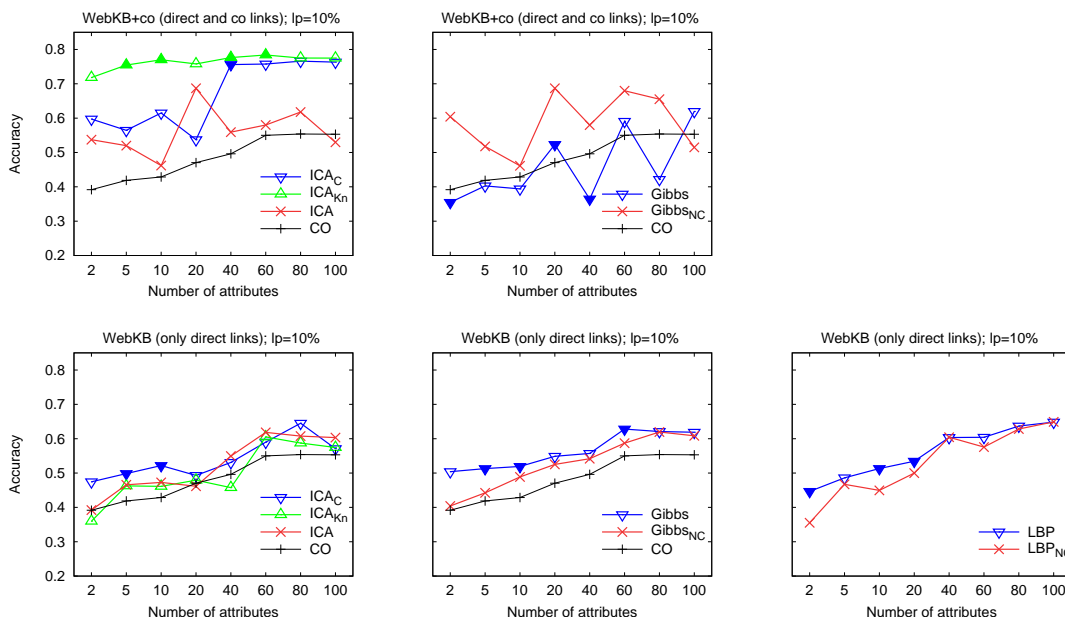 WebKB+co (direct and co links); lp=10%
0.8
0.7
0.6
0.5
0.4
0.3
0.2
Accuracy
ICA_C
ICA_Kn
ICA
CO
2 5 10 20 40 60 80 100
Number of attributes
WebKB+co (direct and co links); lp=10%
Gibbs
Gibbs_NC
CO
2 5 10 20 40 60 80 100
Number of attributes
WebKB (only direct links); lp=10%
0.8
0.7
0.6
0.5
0.4
0.3
0.2
Accuracy
ICA_C
ICA_Kn
ICA
CO
2 5 10 20 40 60 80 100
Number of attributes
WebKB (only direct links); lp=10%
Gibbs
Gibbs_NC
CO
2 5 10 20 40 60 80 100
Number of attributes
WebKB (only direct links); lp=10%
LBP
LBP_NC
2 5 10 20 40 60 80 100
Number of attributes